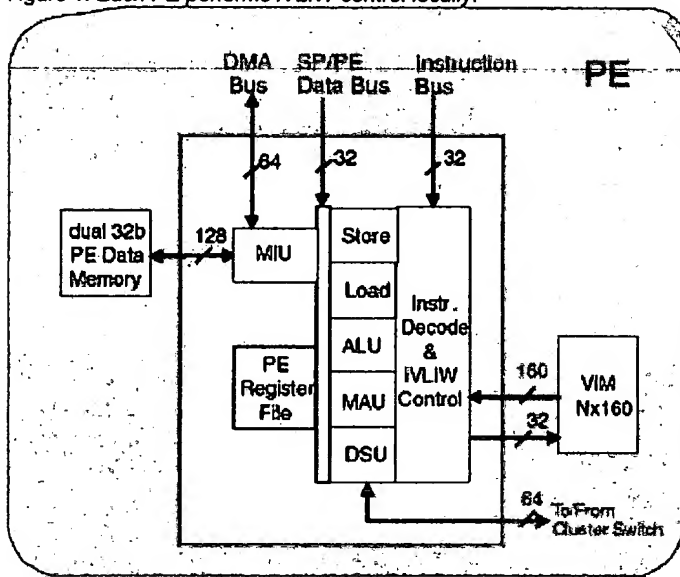 DMA Bus
SP/PE Data Bus
Instruction Bus
PE
64
32
32
dual 32b
PE Data
Memory
128
MIU
Store
Load
ALU
MAU
DSU
Instr.
Decode
&
iVLIW
Control
PE
Register
File
160
32
VIM
Nx160
64
To/From
Cluster Switch